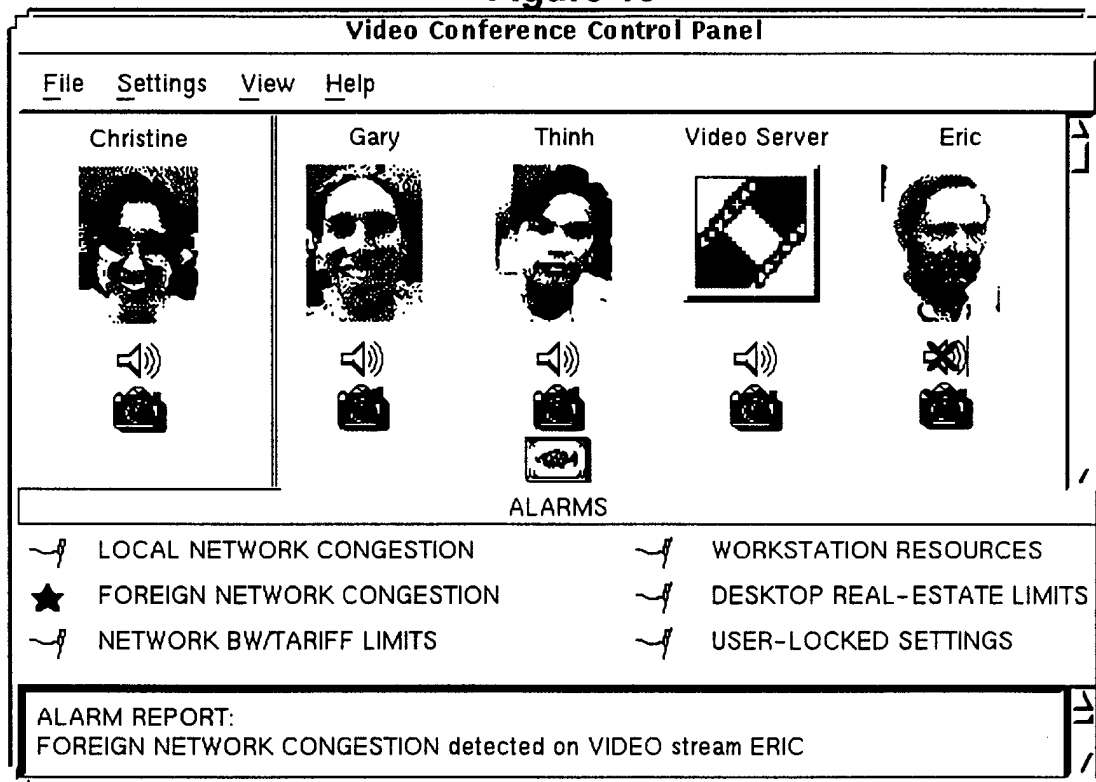 Video Conference Control Panel
File Settings View Help
Christine Gary Thinh Video Server Eric
ALARMS
LOCAL NETWORK CONGESTION WORKSTATION RESOURCES
FOREIGN NETWORK CONGESTION DESKTOP REAL-ESTATE LIMITS
NETWORK BW/TARIFF LIMITS USER-LOCKED SETTINGS
ALARM REPORT:
FOREIGN NETWORK CONGESTION detected on VIDEO stream ERIC